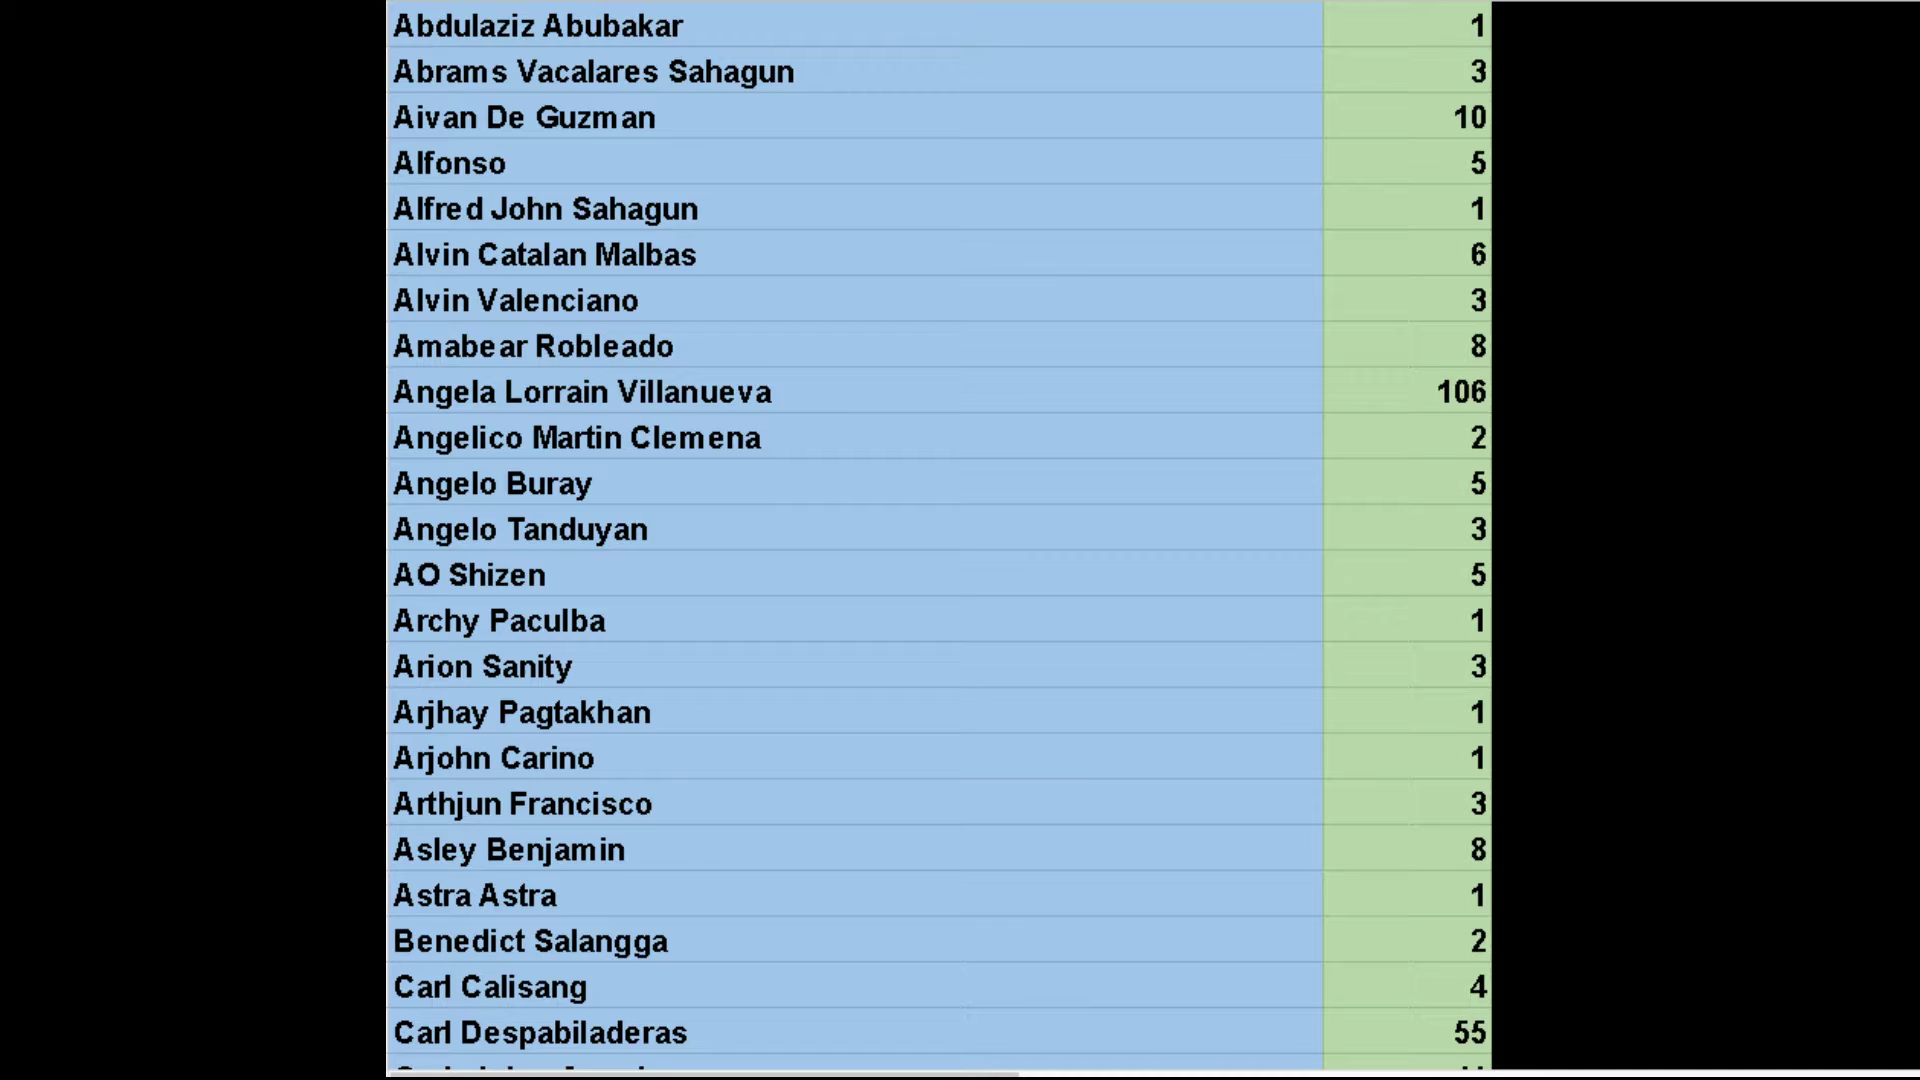 Abdulaziz Abubakar 1
Abrams Vacalares Sahagun 3
Aivan De Guzman 10
Alfonso 5
Alfred John Sahagun 1
Alvin Catalan Malbas 6
Alvin Valenciano 3
Amabear Robleado 8
Angela Lorrain Villanueva 106
Angelico Martin Clemena 2
Angelo Buray 5
Angelo Tanduyan 3
AO Shizen 5
Archy Paculba 1
Arion Sanity 3
Arjhay Pagtakhan 1
Arjohn Carino 1
Arthjun Francisco 3
Asley Benjamin 8
Astra Astra 1
Benedict Salangga 2
Carl Calisang 4
Carl Despabiladeras 55